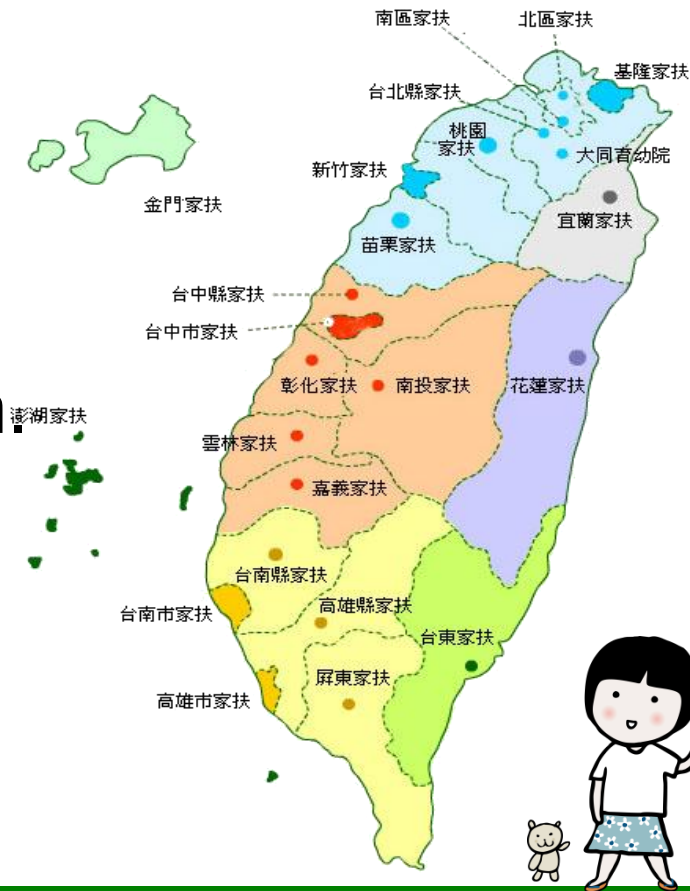 南區家扶
北區家扶
基隆家扶
台北縣家扶
桃園
家扶
大同育幼院
新竹家扶
金門家扶
宜蘭家扶
苗栗家扶
台中縣家扶
台中市家扶
彰化家扶
南投家扶
花蓮家扶
澎湖家扶
雲林家扶
嘉義家扶
台南縣家扶
台南市家扶
高雄縣家扶
台東家扶
屏東家扶
高雄市家扶